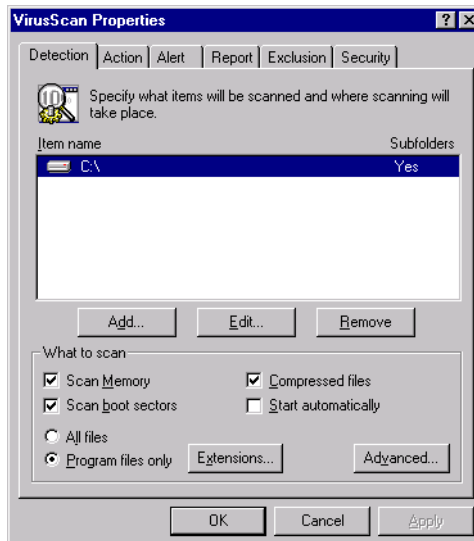 VirusScan Properties
Detection Action Alert Report Exclusion Security
Specify what items will be scanned and where scanning will
take place.
Item name Subfolders
C:\ Yes
Add... Edit... Remove
What to scan
Scan Memory Compressed files
Scan boot sectors Start automatically
All files
Program files only Extensions... Advanced...
OK Cancel Apply